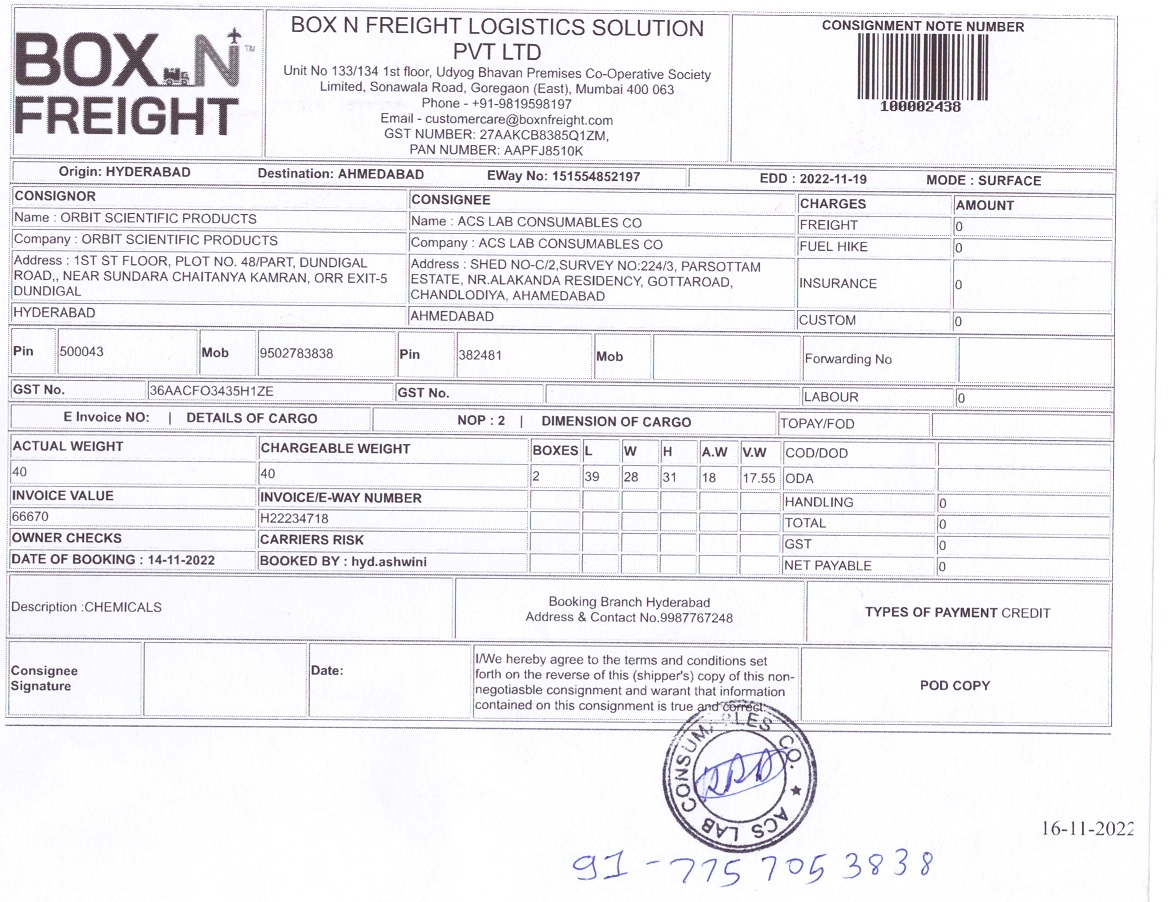 BOX N™
FREIGHT
BOX N FREIGHT LOGISTICS SOLUTION
PVT LTD
Unit No 133/134 1st floor, Udyog Bhavan Premises Co-Operative Society
Limited, Sonawala Road, Goregaon (East), Mumbai 400 063
Phone - +91-9819598197
Email - customercare@boxnfreight.com
GST NUMBER: 27AAKCB8385Q1ZM,
PAN NUMBER: AAPFJ8510K
CONSIGNMENT NOTE NUMBER
100002438
Origin: HYDERABAD Destination: AHMEDABAD EWay No: 151554852197 EDD : 2022-11-19 MODE : SURFACE
CONSIGNOR CONSIGNEE CHARGES AMOUNT
Name : ORBIT SCIENTIFIC PRODUCTS Name : ACS LAB CONSUMABLES CO FREIGHT 0
Company : ORBIT SCIENTIFIC PRODUCTS Company : ACS LAB CONSUMABLES CO FUEL HIKE 0
Address : 1ST ST FLOOR, PLOT NO. 48/PART, DUNDIGAL
ROAD,, NEAR SUNDARA CHAITANYA KAMRAN, ORR EXIT-5
DUNDIGAL
Address : SHED NO-C/2,SURVEY NO:224/3, PARSOTTAM
ESTATE, NR.ALAKANDA RESIDENCY, GOTTAROAD,
CHANDLODIYA, AHAMEDABAD
INSURANCE 0
HYDERABAD AHMEDABAD CUSTOM 0
Pin 500043 Mob 9502783838 Pin 382481 Mob Forwarding No
GST No. 36AACFO3435H1ZE GST No. LABOUR 0
E Invoice NO: | DETAILS OF CARGO NOP : 2 | DIMENSION OF CARGO TOPAY/FOD
ACTUAL WEIGHT CHARGEABLE WEIGHT BOXES L W H A.W V.W COD/DOD
40 40 2 39 28 31 18 17.55 ODA
INVOICE VALUE INVOICE/E-WAY NUMBER HANDLING 0
66670 H22234718 TOTAL 0
OWNER CHECKS CARRIERS RISK GST 0
DATE OF BOOKING : 14-11-2022 BOOKED BY : hyd.ashwini NET PAYABLE 0
Description :CHEMICALS
Booking Branch Hyderabad
Address & Contact No.9987767248
TYPES OF PAYMENT CREDIT
Consignee
Signature
Date:
I/We hereby agree to the terms and conditions set
forth on the reverse of this (shipper's) copy of this non-
negotiasble consignment and warant that information
contained on this consignment is true and correct.
POD COPY
ACS LAB CONSUMABLES CO. ★
16-11-2022
91-7757053838